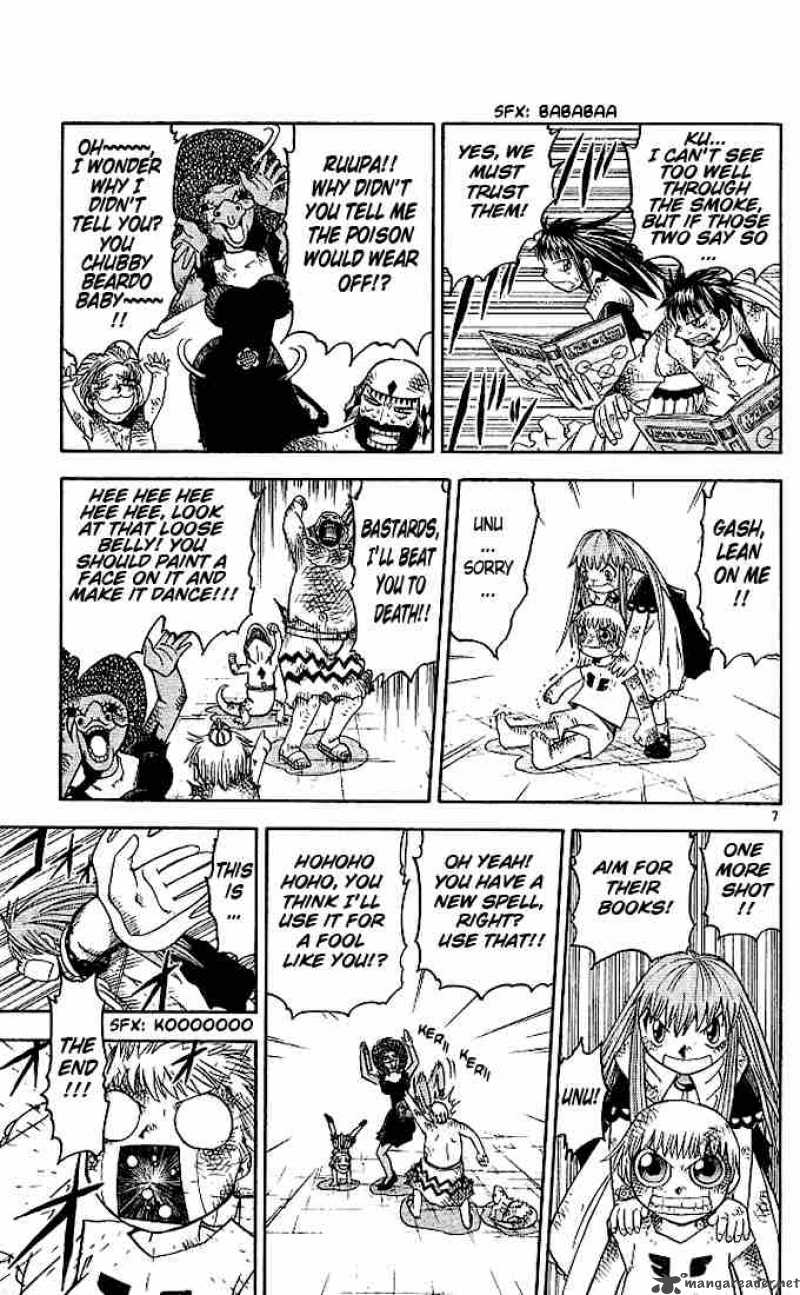 SFX: BABABAA
KU...
I CAN'T SEE
TOO WELL
THROUGH
THE SMOKE,
BUT IF THOSE
TWO SAY SO
...
YES, WE
MUST
TRUST
THEM!
RUUPA!!
WHY DIDN'T
YOU TELL ME
THE POISON
WOULD WEAR
OFF!?
OH~~~~~,
I WONDER
WHY I
DIDN'T
TELL YOU?
YOU
CHUBBY
BEARDO
BABY~~~~
!!
GASH,
LEAN
ON ME
!!
UNU
...
SORRY
...
BASTARDS,
I'LL BEAT
YOU TO
DEATH!!
HEE HEE HEE
HEE HEE, LOOK
AT THAT LOOSE
BELLY! YOU
SHOULD PAINT A
FACE ON IT AND
MAKE IT DANCE!!!
7
ONE
MORE
SHOT
!!
AIM FOR
THEIR
BOOKS!
UNU!
OH YEAH!
YOU HAVE A
NEW SPELL,
RIGHT?
USE THAT!!
HOHOHO
HOHO, YOU
THINK I'LL
USE IT FOR
A FOOL
LIKE YOU!?
KER!!
KER!!
THIS
IS
...
SFX: KOOOOOOO
THE
END
!!!
mangareader.net